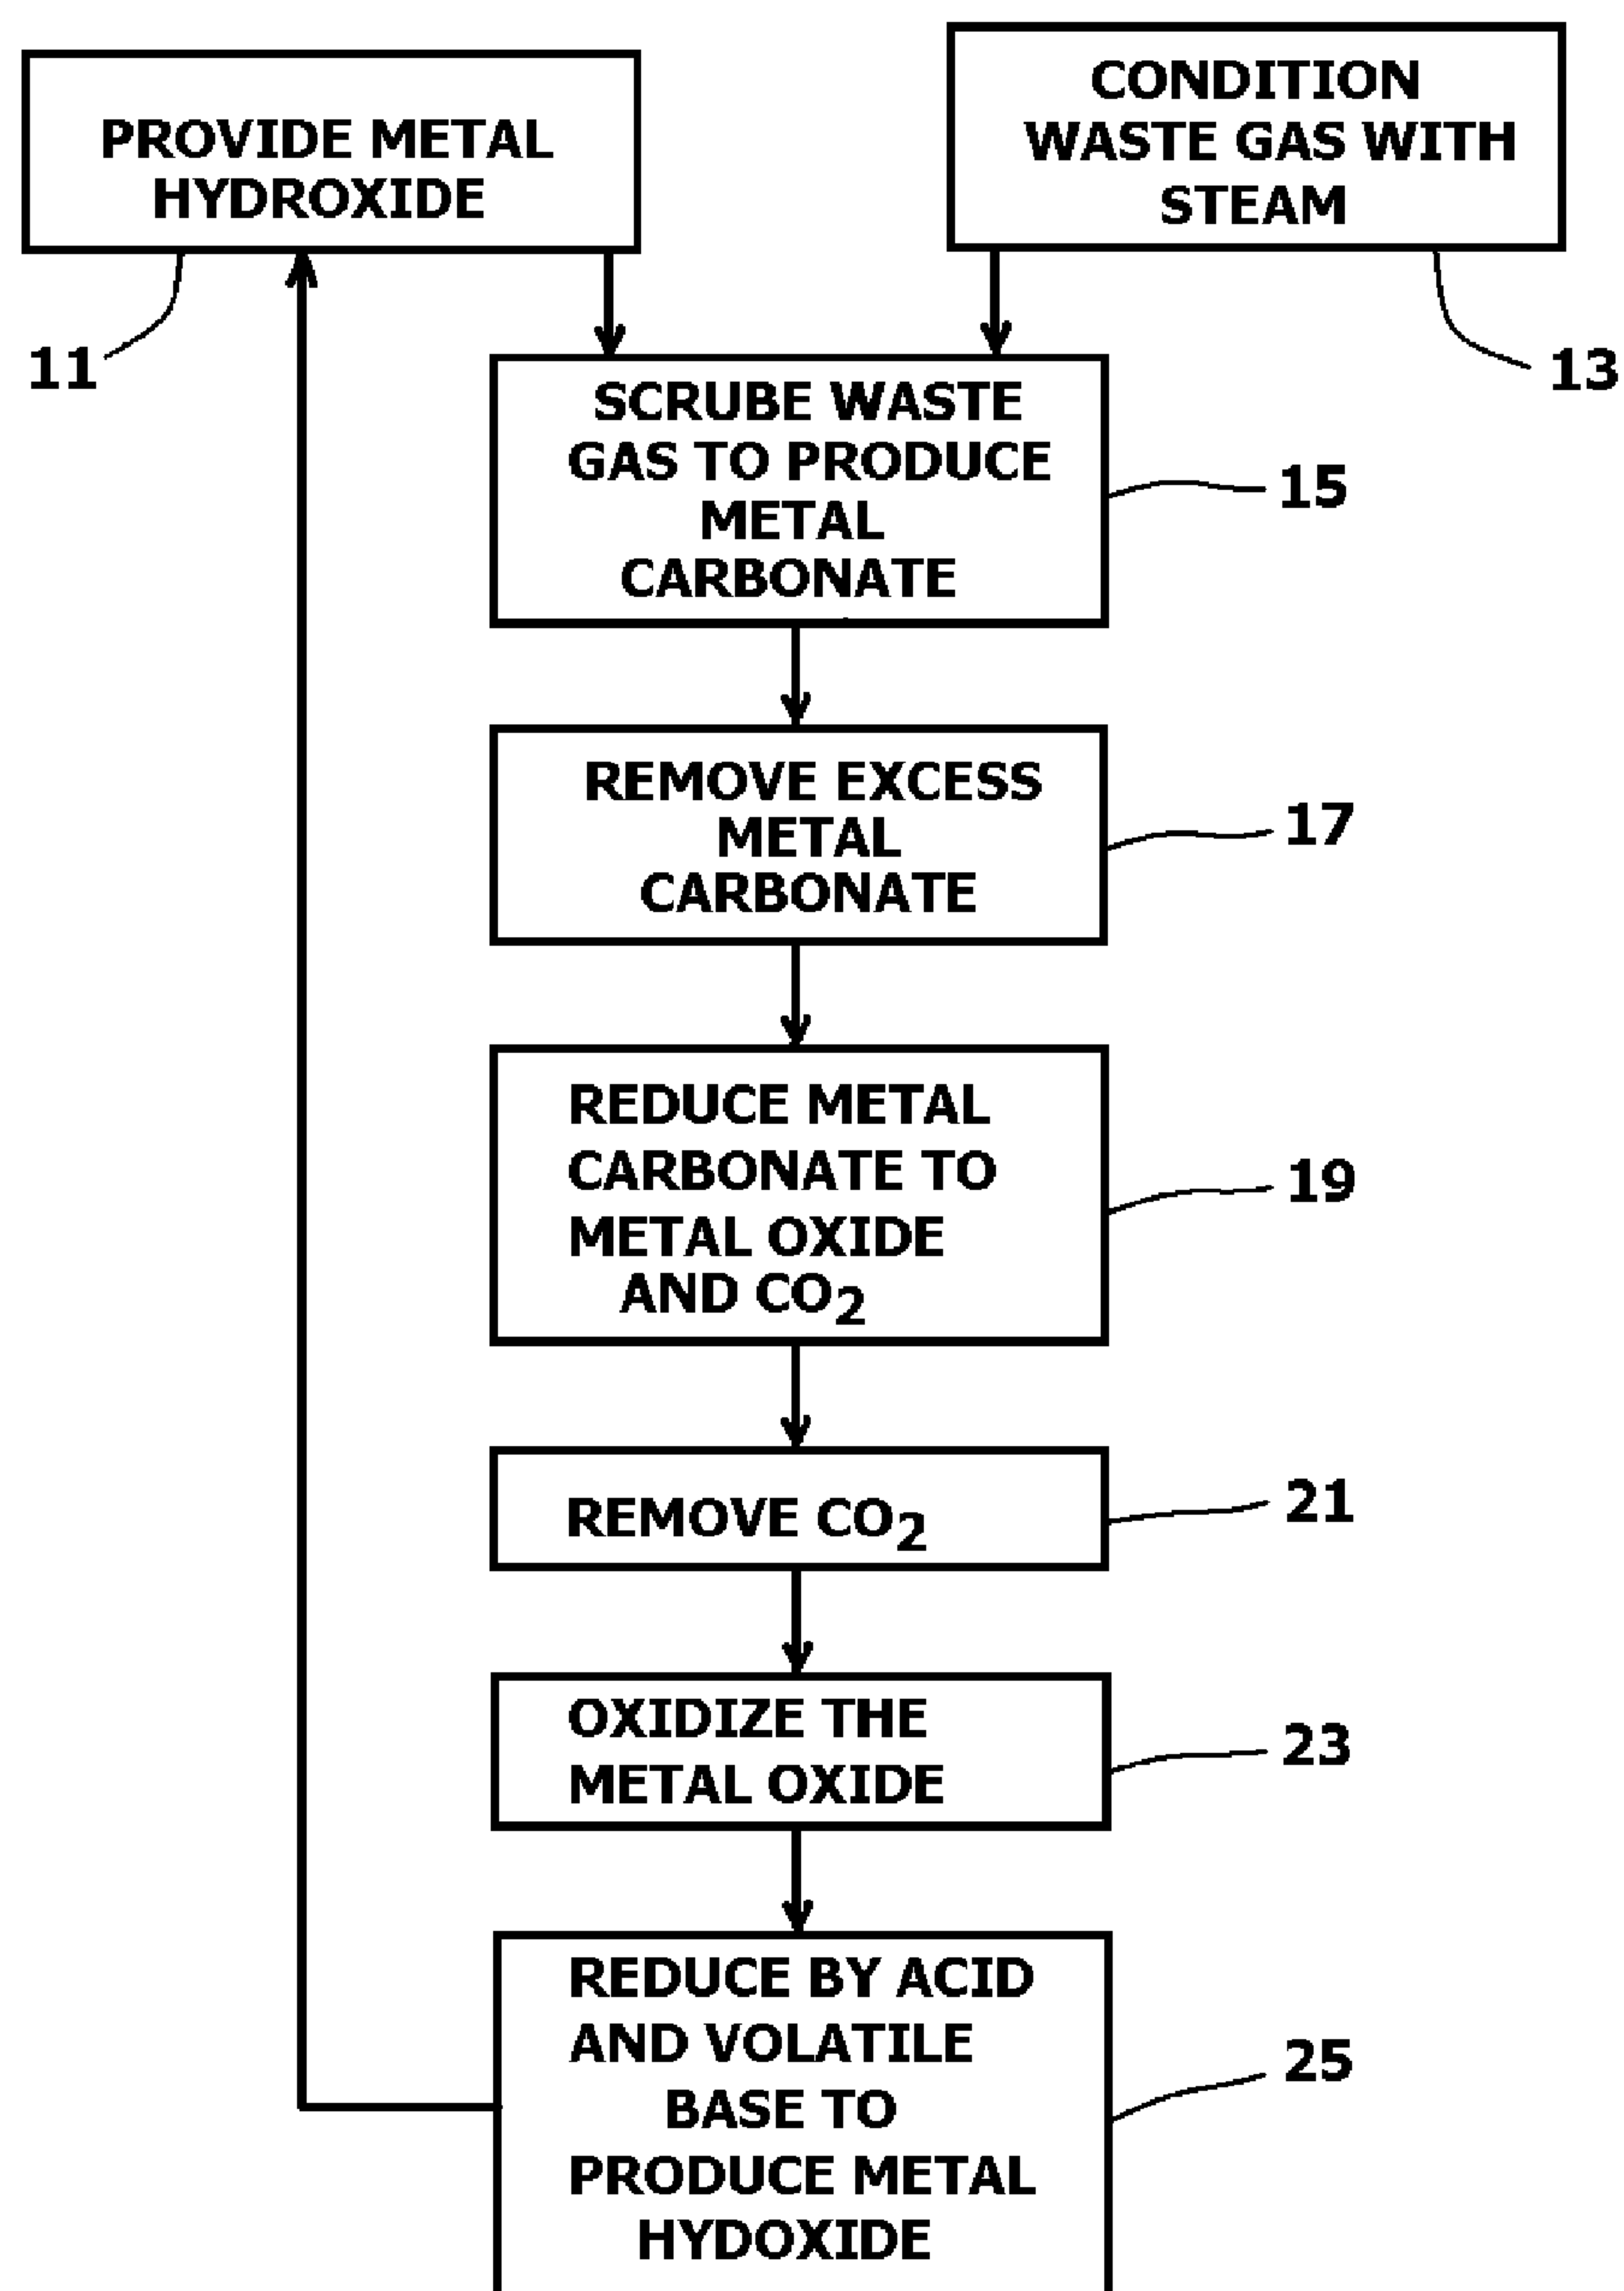 PROVIDE METAL
HYDROXIDE
11
CONDITION
WASTE GAS WITH
STEAM
13
SCRUBE WASTE
GAS TO PRODUCE
METAL
CARBONATE
15
REMOVE EXCESS
METAL
CARBONATE
17
REDUCE METAL
CARBONATE TO
METAL OXIDE
AND CO2
19
REMOVE CO2
21
OXIDIZE THE
METAL OXIDE
23
REDUCE BY ACID
AND VOLATILE
BASE TO
PRODUCE METAL
HYDOXIDE
25